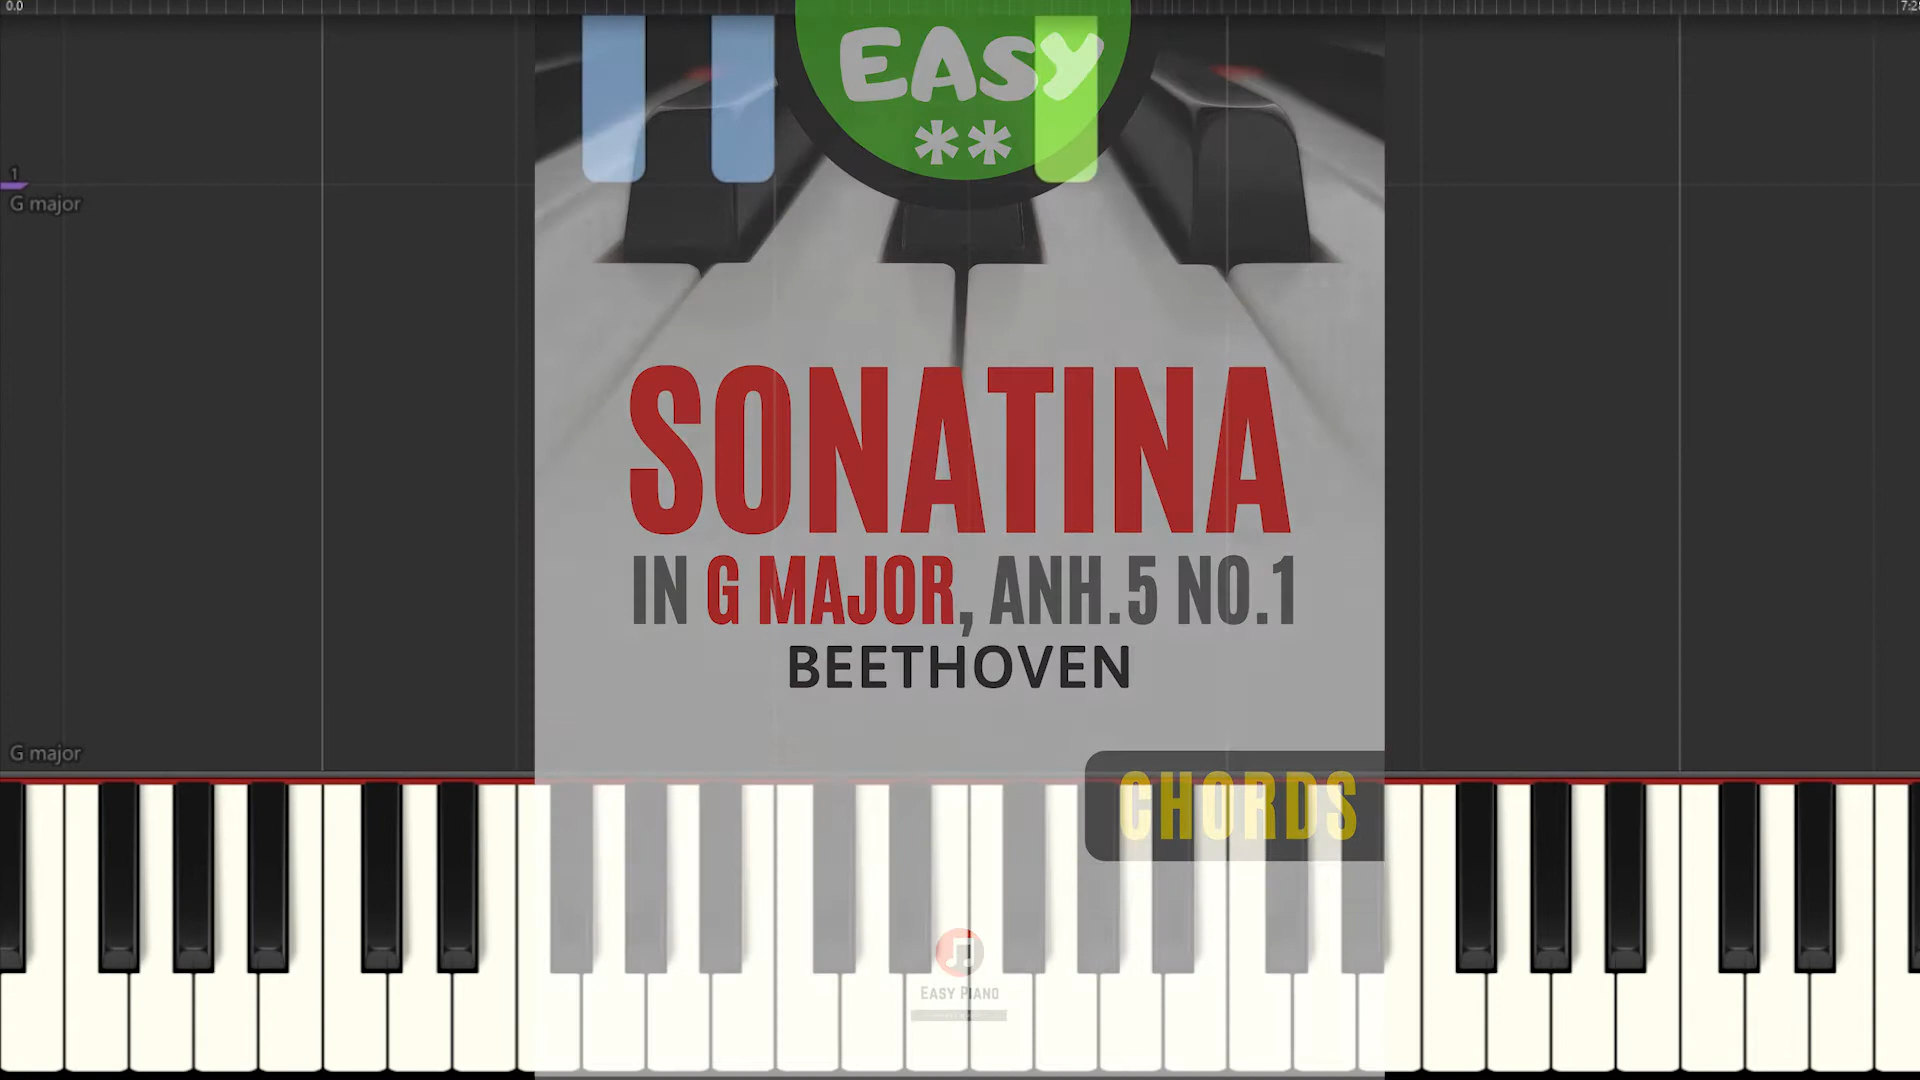 0.0
EASY
**
1
G major
SONATINA
IN G MAJOR, ANH.5 NO.1
BEETHOVEN
G major
CHORDS
EASY PIANO